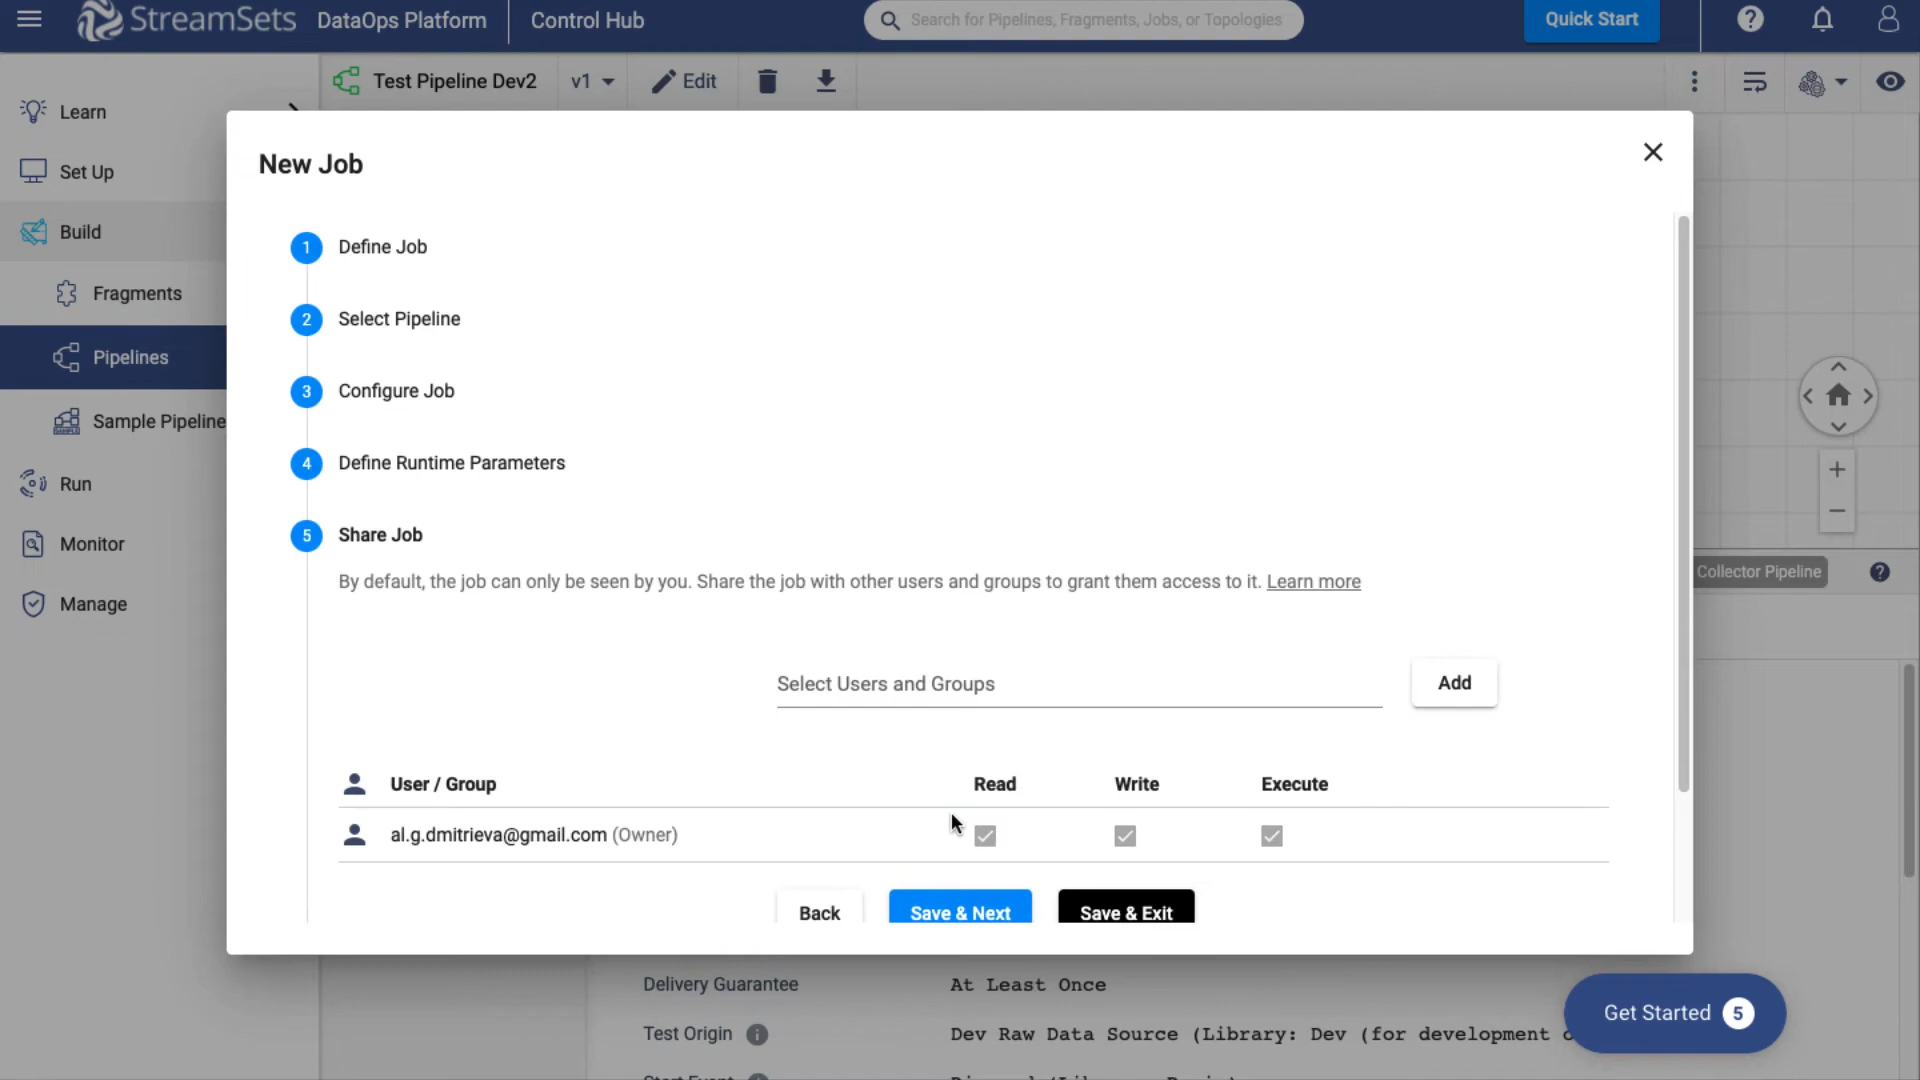 StreamSets DataOps Platform Control Hub Search for Pipelines, Fragments, Jobs, or Topologies Quick Start
Test Pipeline Dev2 v1 Edit
Learn
Set Up
Build
Fragments
Pipelines
Sample Pipeline
Run
Monitor
Manage
New Job
1 Define Job
2 Select Pipeline
3 Configure Job
4 Define Runtime Parameters
5 Share Job
By default, the job can only be seen by you. Share the job with other users and groups to grant them access to it. Learn more
Select Users and Groups Add
User / Group Read Write Execute
al.g.dmitrieva@gmail.com (Owner)
Back Save & Next Save & Exit
Collector Pipeline
Delivery Guarantee At Least Once
Test Origin Dev Raw Data Source (Library: Dev (for development
Get Started 5